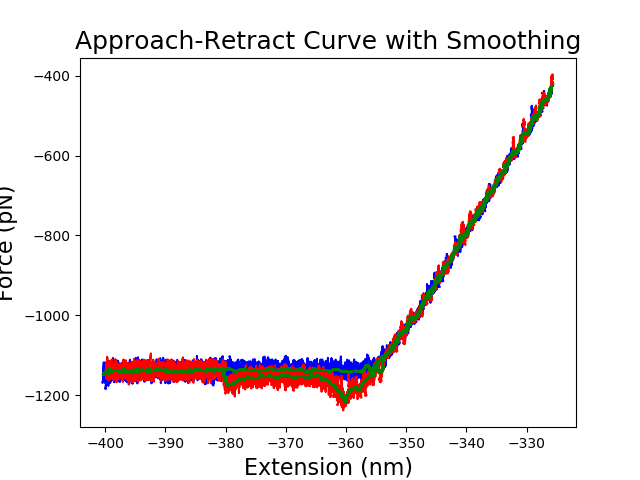 Approach-Retract Curve with Smoothing
Force (pN)
−400
−600
−800
−1000
−1200
−400 −390 −380 −370 −360 −350 −340 −330
Extension (nm)